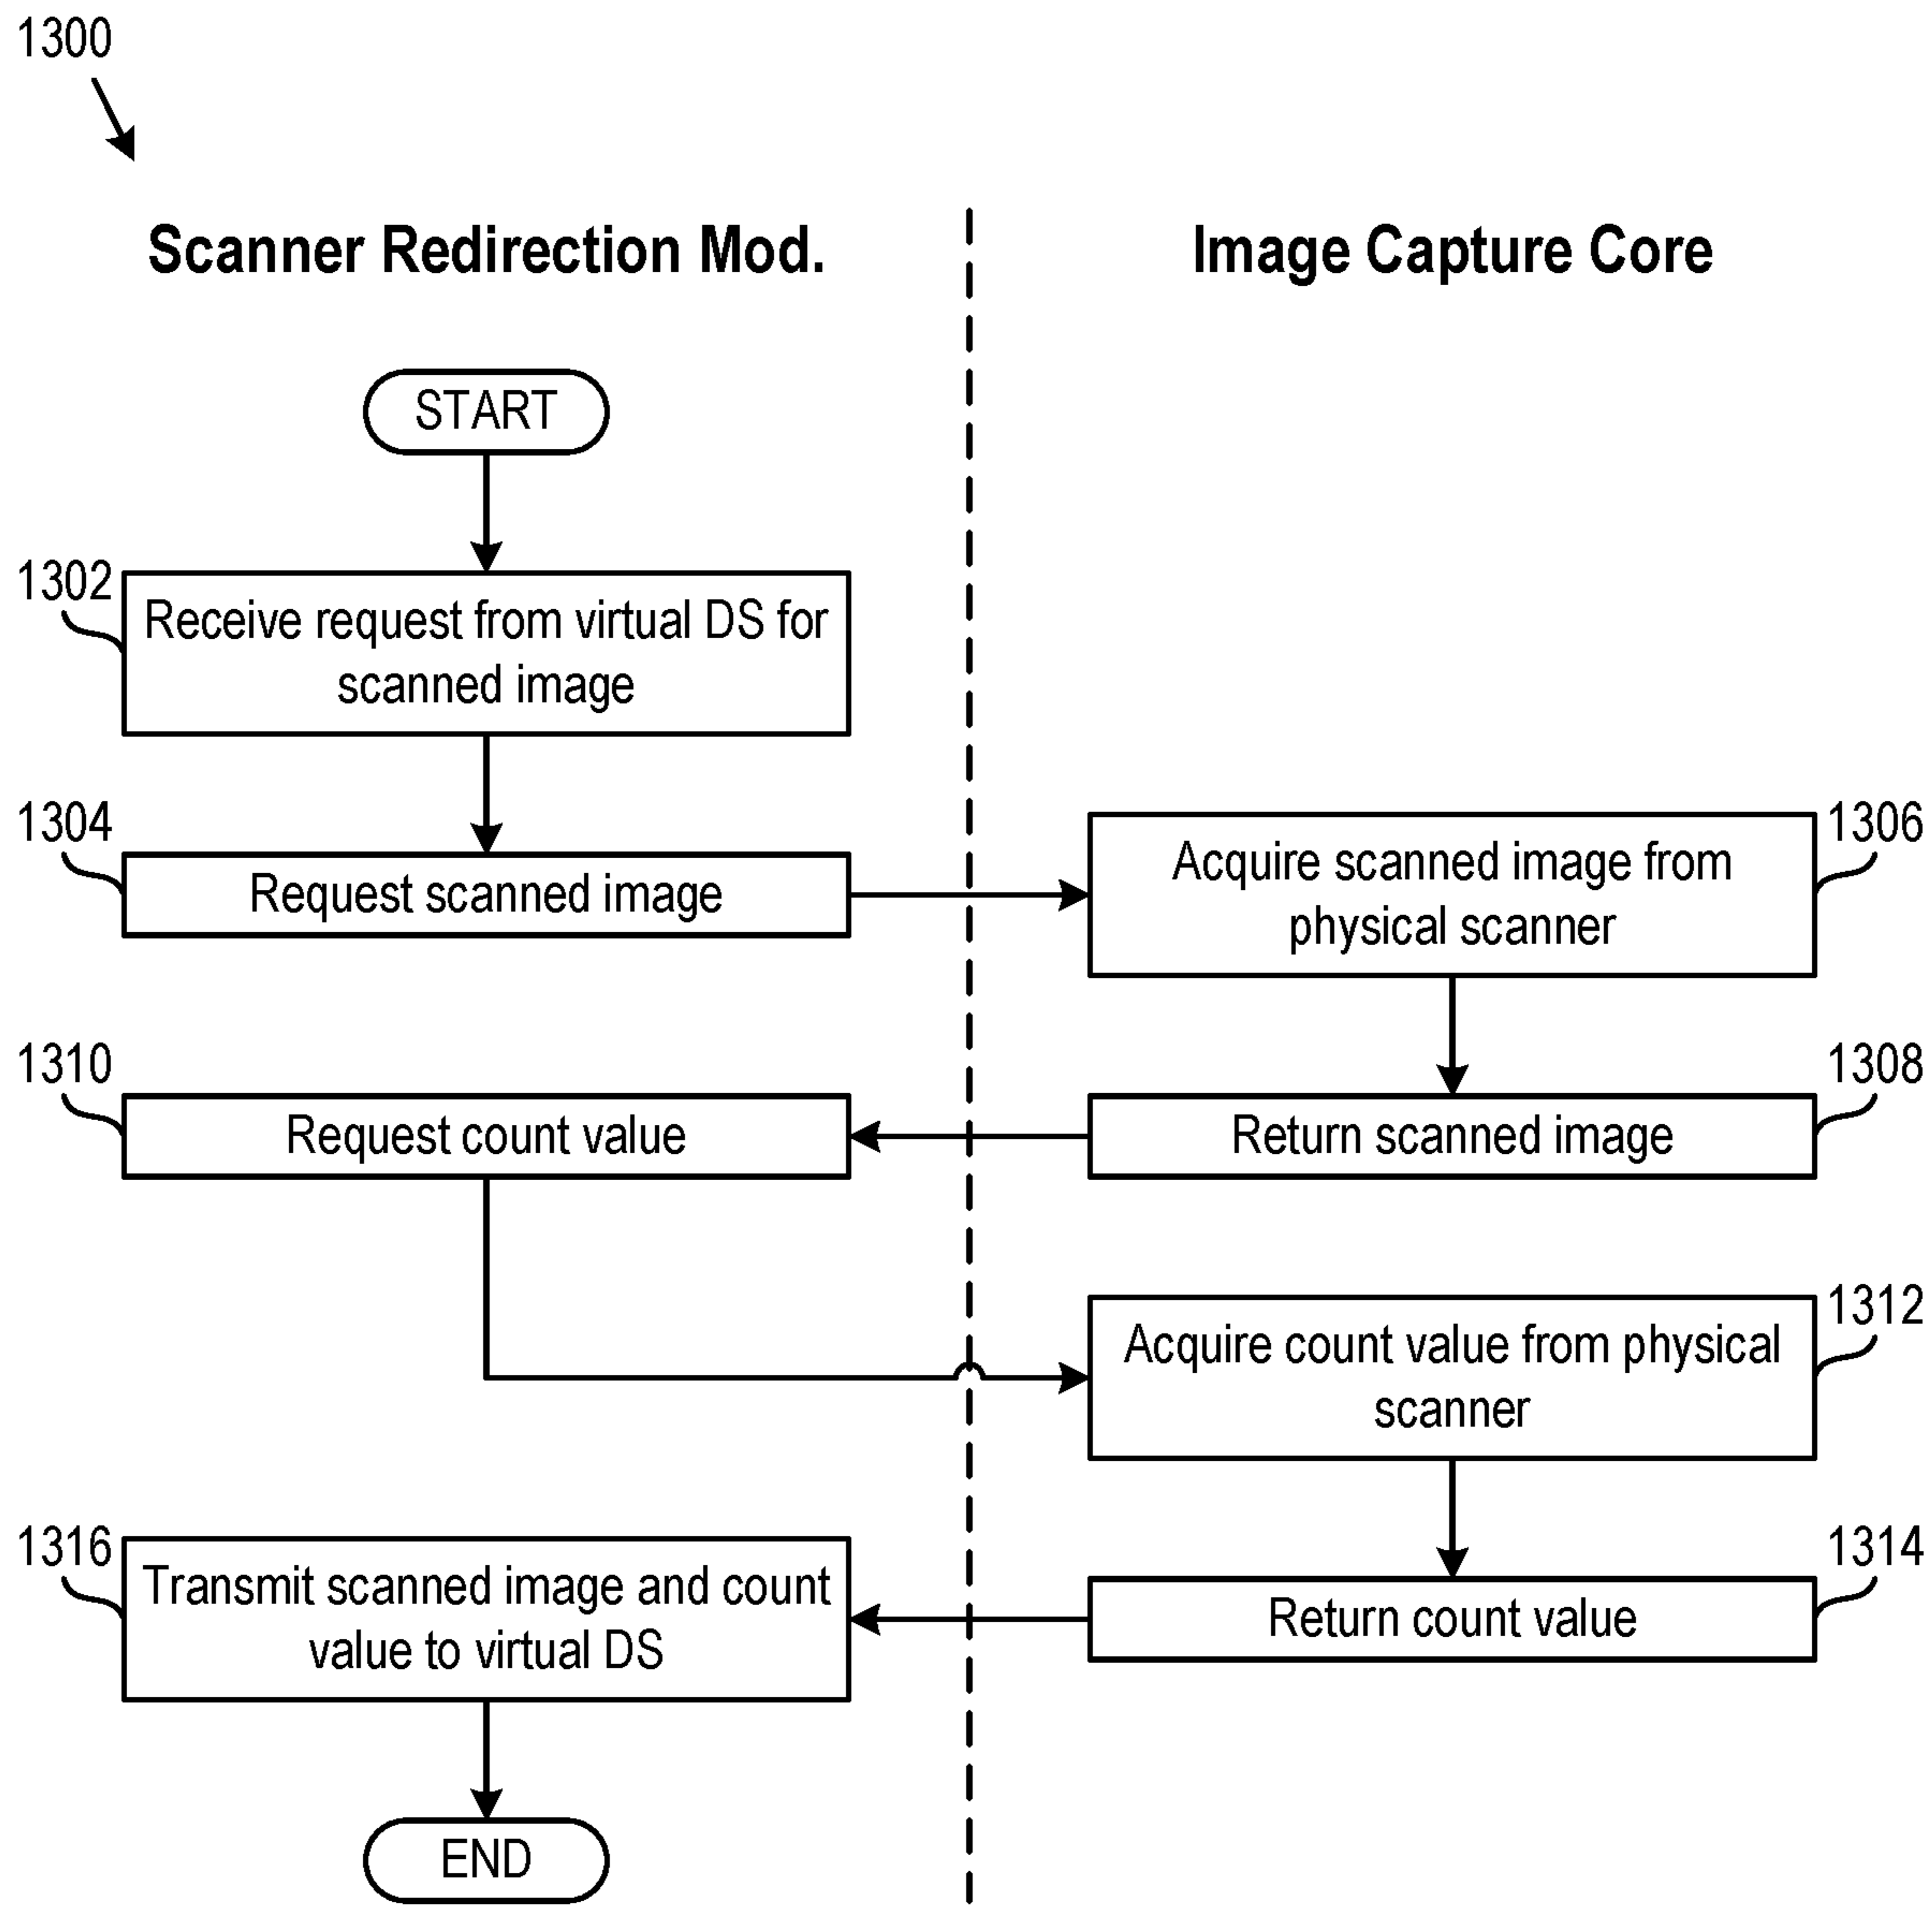 1300
Scanner Redirection Mod.
Image Capture Core
START
1302
Receive request from virtual DS for
scanned image
1304
Request scanned image
1306
Acquire scanned image from
physical scanner
1308
Return scanned image
1310
Request count value
1312
Acquire count value from physical
scanner
1314
Return count value
1316
Transmit scanned image and count
value to virtual DS
END